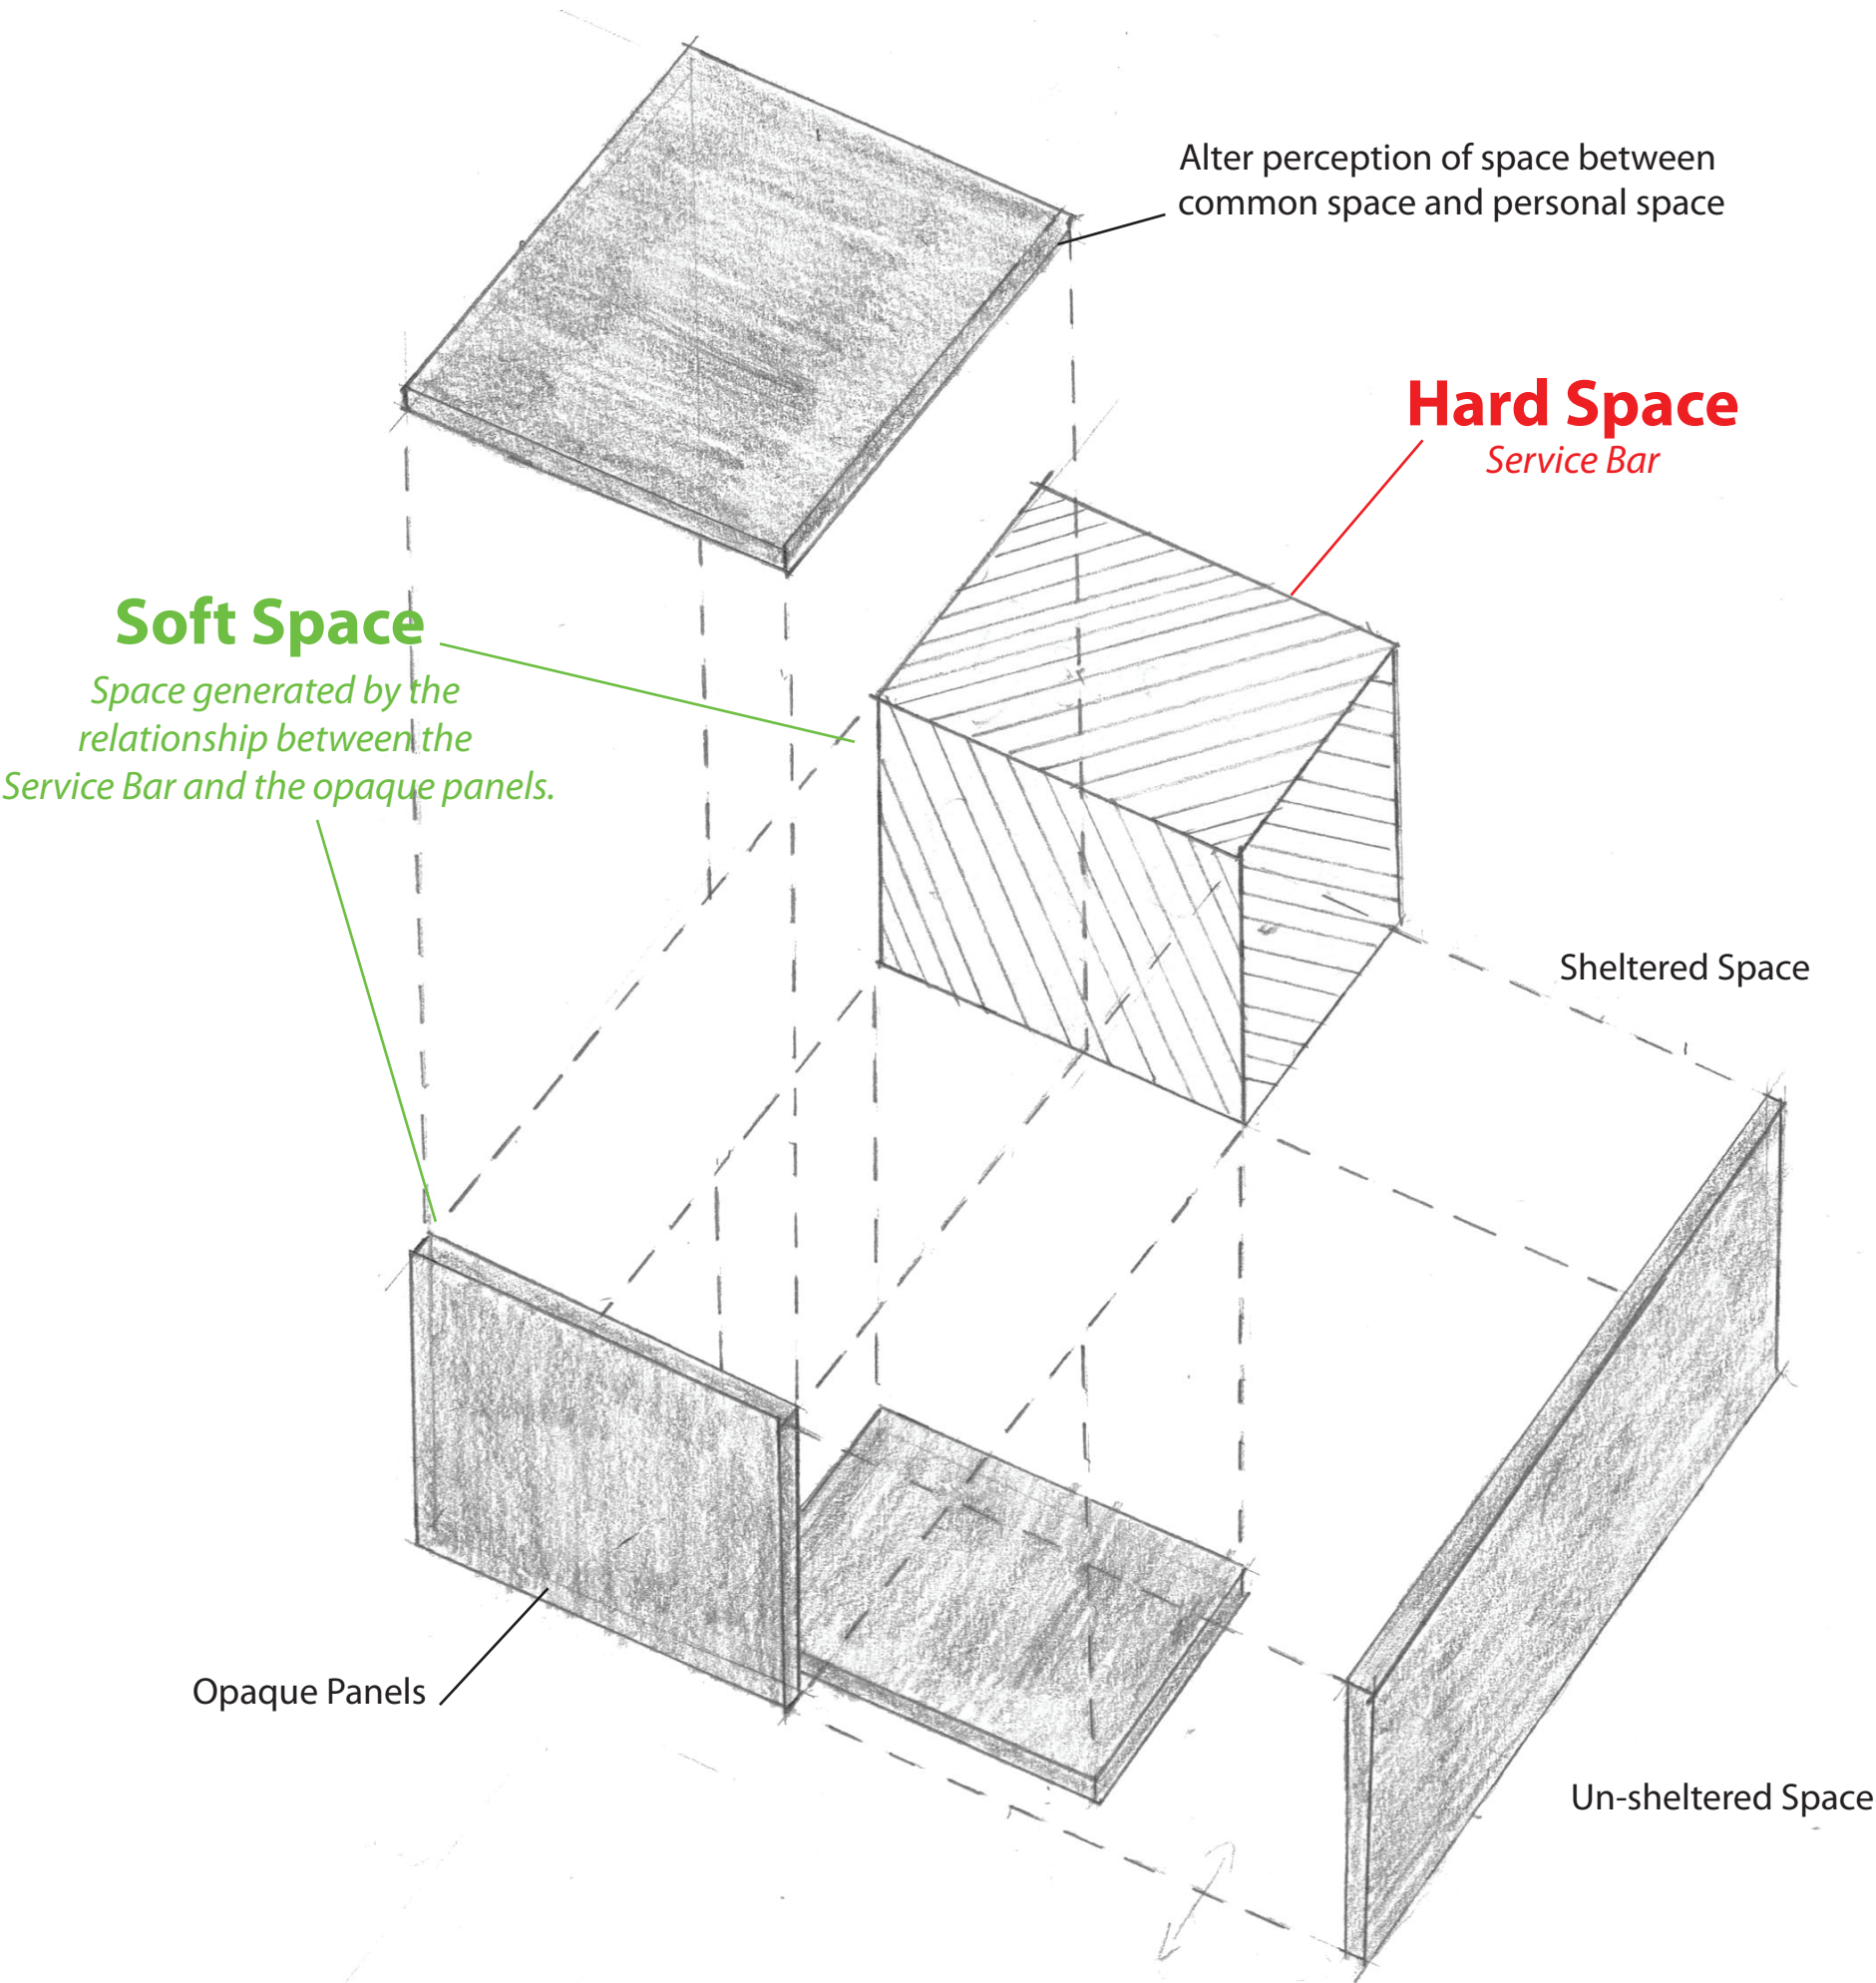 Alter perception of space between
common space and personal space
Hard Space
Service Bar
Soft Space
Space generated by the
relationship between the
Service Bar and the opaque panels.
Sheltered Space
Opaque Panels
Un-sheltered Space